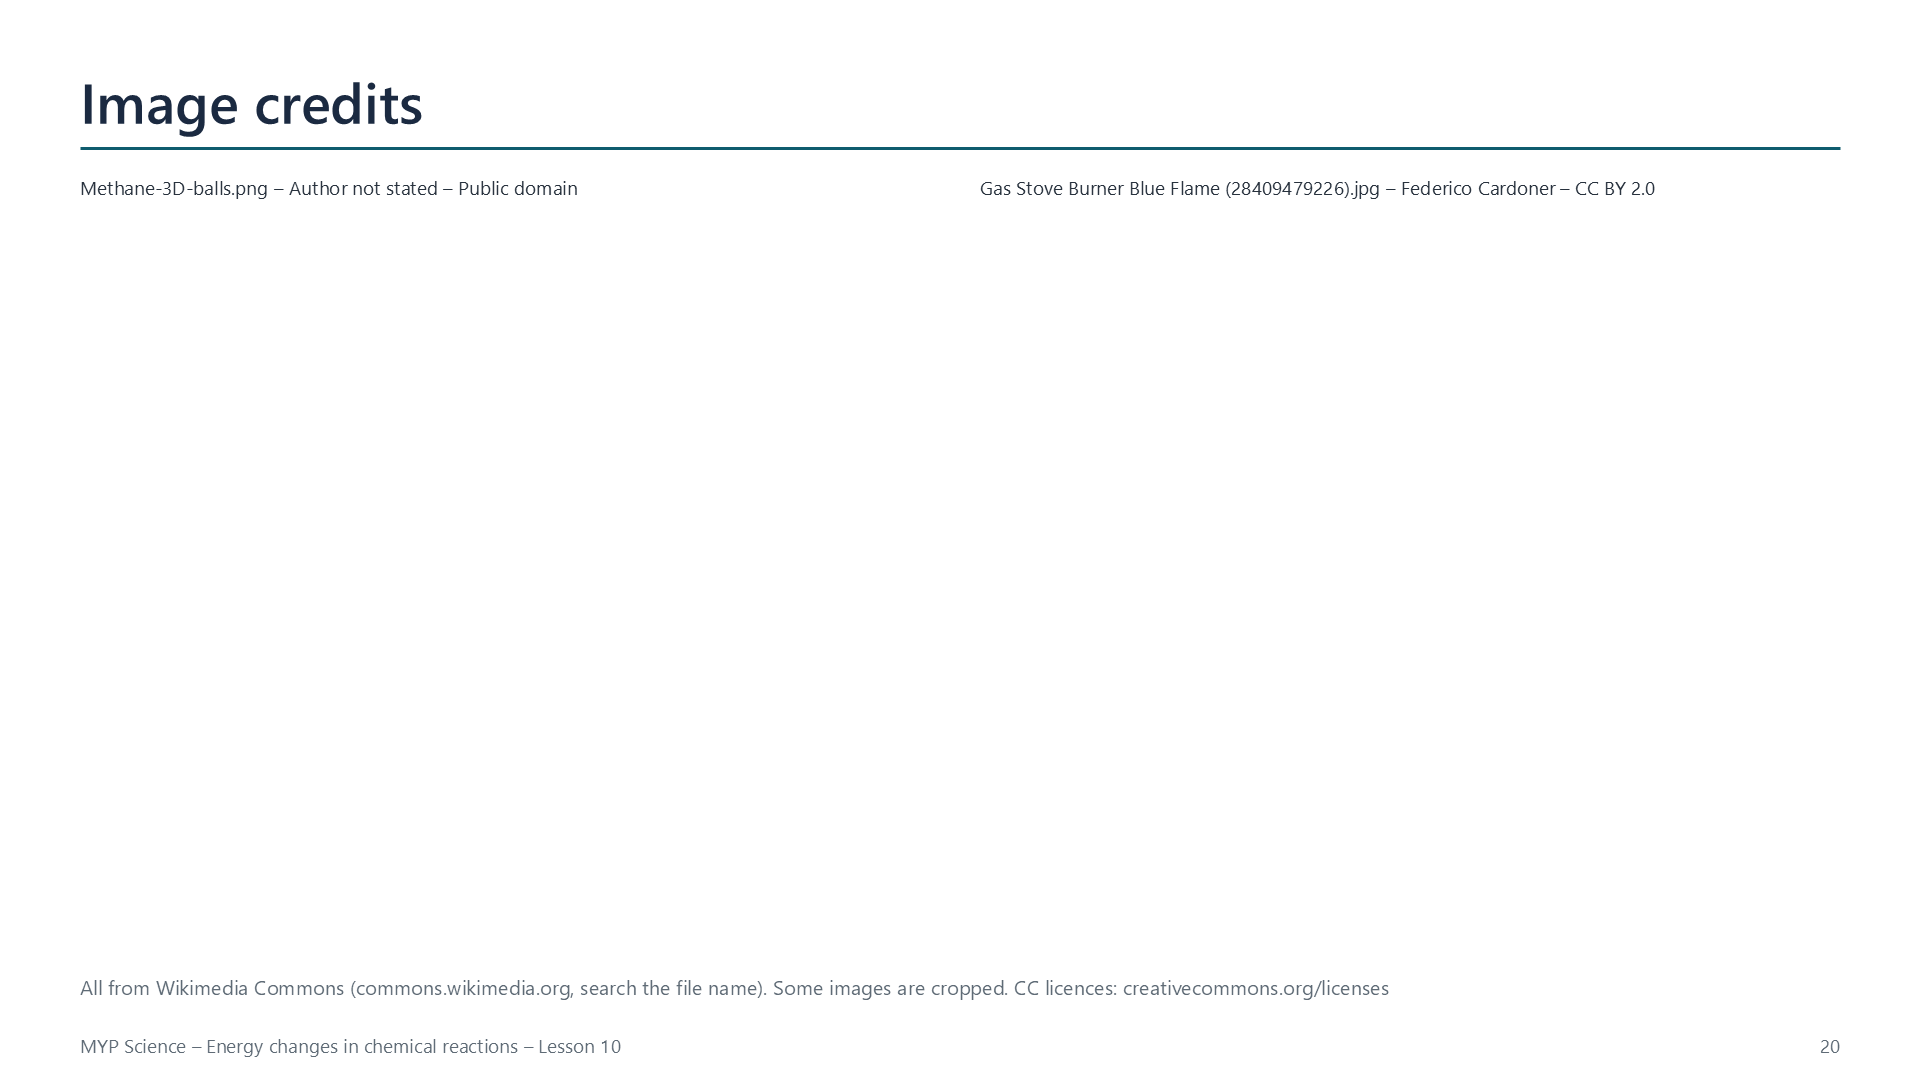 Image credits
Methane-3D-balls.png – Author not stated – Public domain
Gas Stove Burner Blue Flame (28409479226).jpg – Federico Cardoner – CC BY 2.0
All from Wikimedia Commons (commons.wikimedia.org, search the file name). Some images are cropped. CC licences: creativecommons.org/licenses
MYP Science – Energy changes in chemical reactions – Lesson 10
20